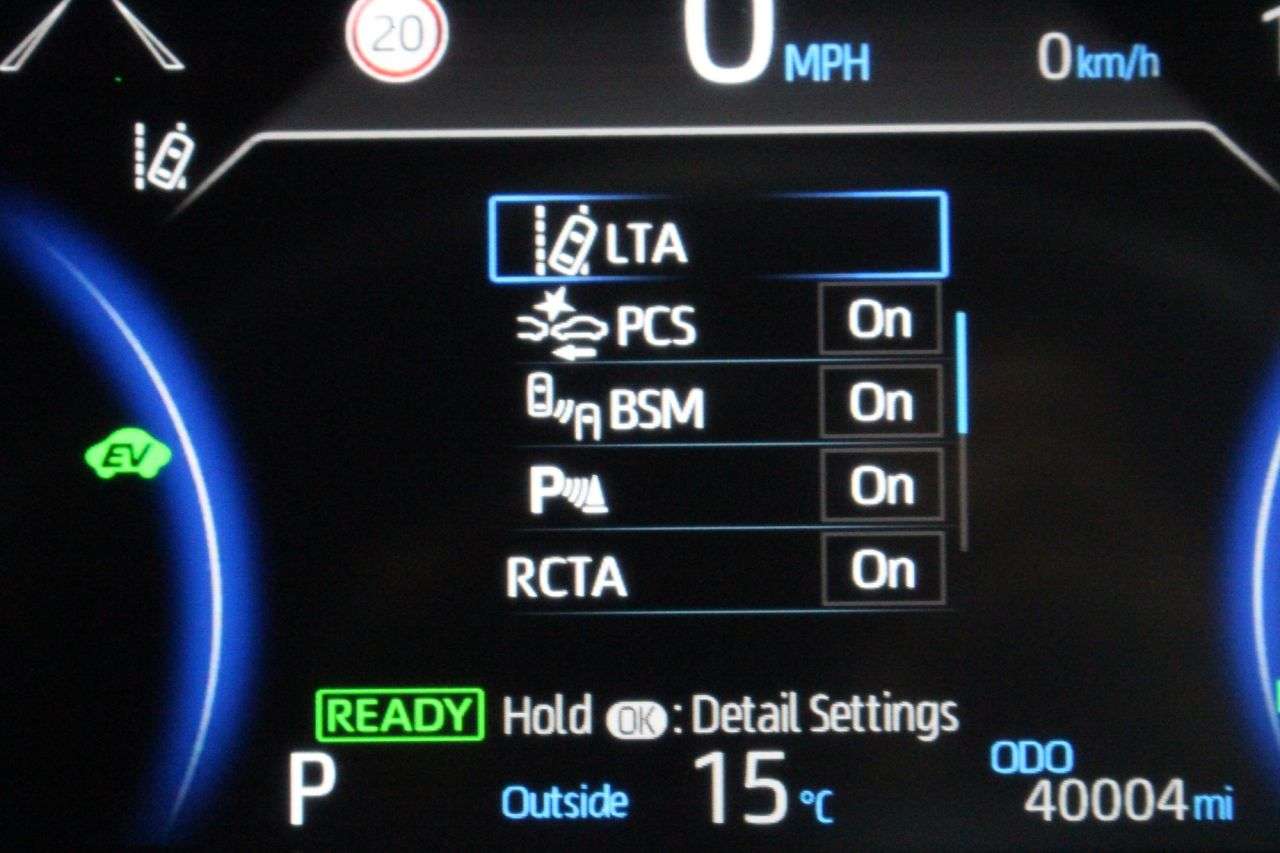 20
0 MPH
0 km/h
LTA
PCS On
BSM On
P On
RCTA On
EV
READY Hold OK : Detail Settings
P
Outside 15 °C
ODO
40004 mi